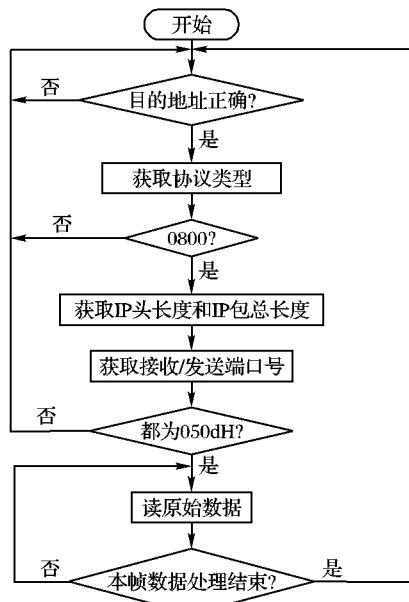 开始
否
目的地址正确?
是
获取协议类型
否
0800?
是
获取IP头长度和IP包总长度
获取接收/发送端口号
否
都为050dH?
是
读原始数据
否
本帧数据处理结束?
是